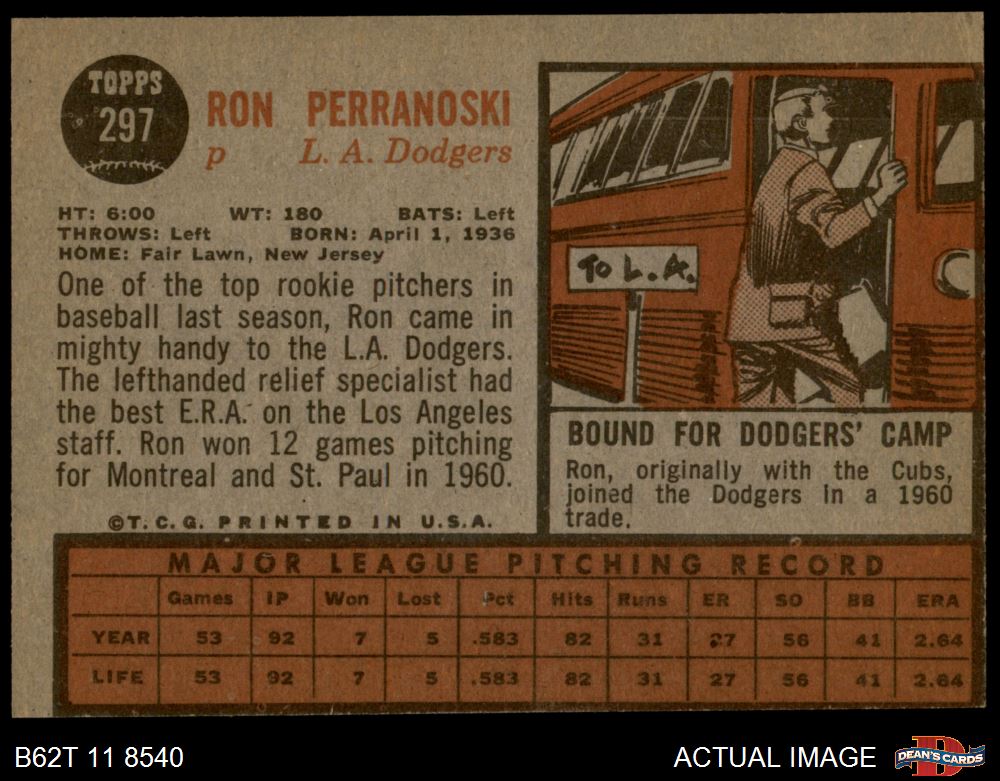 TOPPS
297
RON PERRANOSKI
p L. A. Dodgers
HT: 6:00 WT: 180 BATS: Left
THROWS: Left BORN: April 1, 1936
HOME: Fair Lawn, New Jersey
One of the top rookie pitchers in
baseball last season, Ron came in
mighty handy to the L.A. Dodgers.
The lefthanded relief specialist had
the best E.R.A. on the Los Angeles
staff. Ron won 12 games pitching
for Montreal and St. Paul in 1960.
©T. C. G. PRINTED IN U.S.A.
TO L.A.
BOUND FOR DODGERS' CAMP
Ron, originally with the Cubs,
joined the Dodgers in a 1960
trade.
MAJOR LEAGUE PITCHING RECORD
Games IP Won Lost Pct Hits Runs ER SO BB ERA
YEAR 53 92 7 5 .583 82 31 27 56 41 2.64
LIFE 53 92 7 5 .583 82 31 27 56 41 2.64
B62T 11 8540
ACTUAL IMAGE
D
DEAN'S CARDS